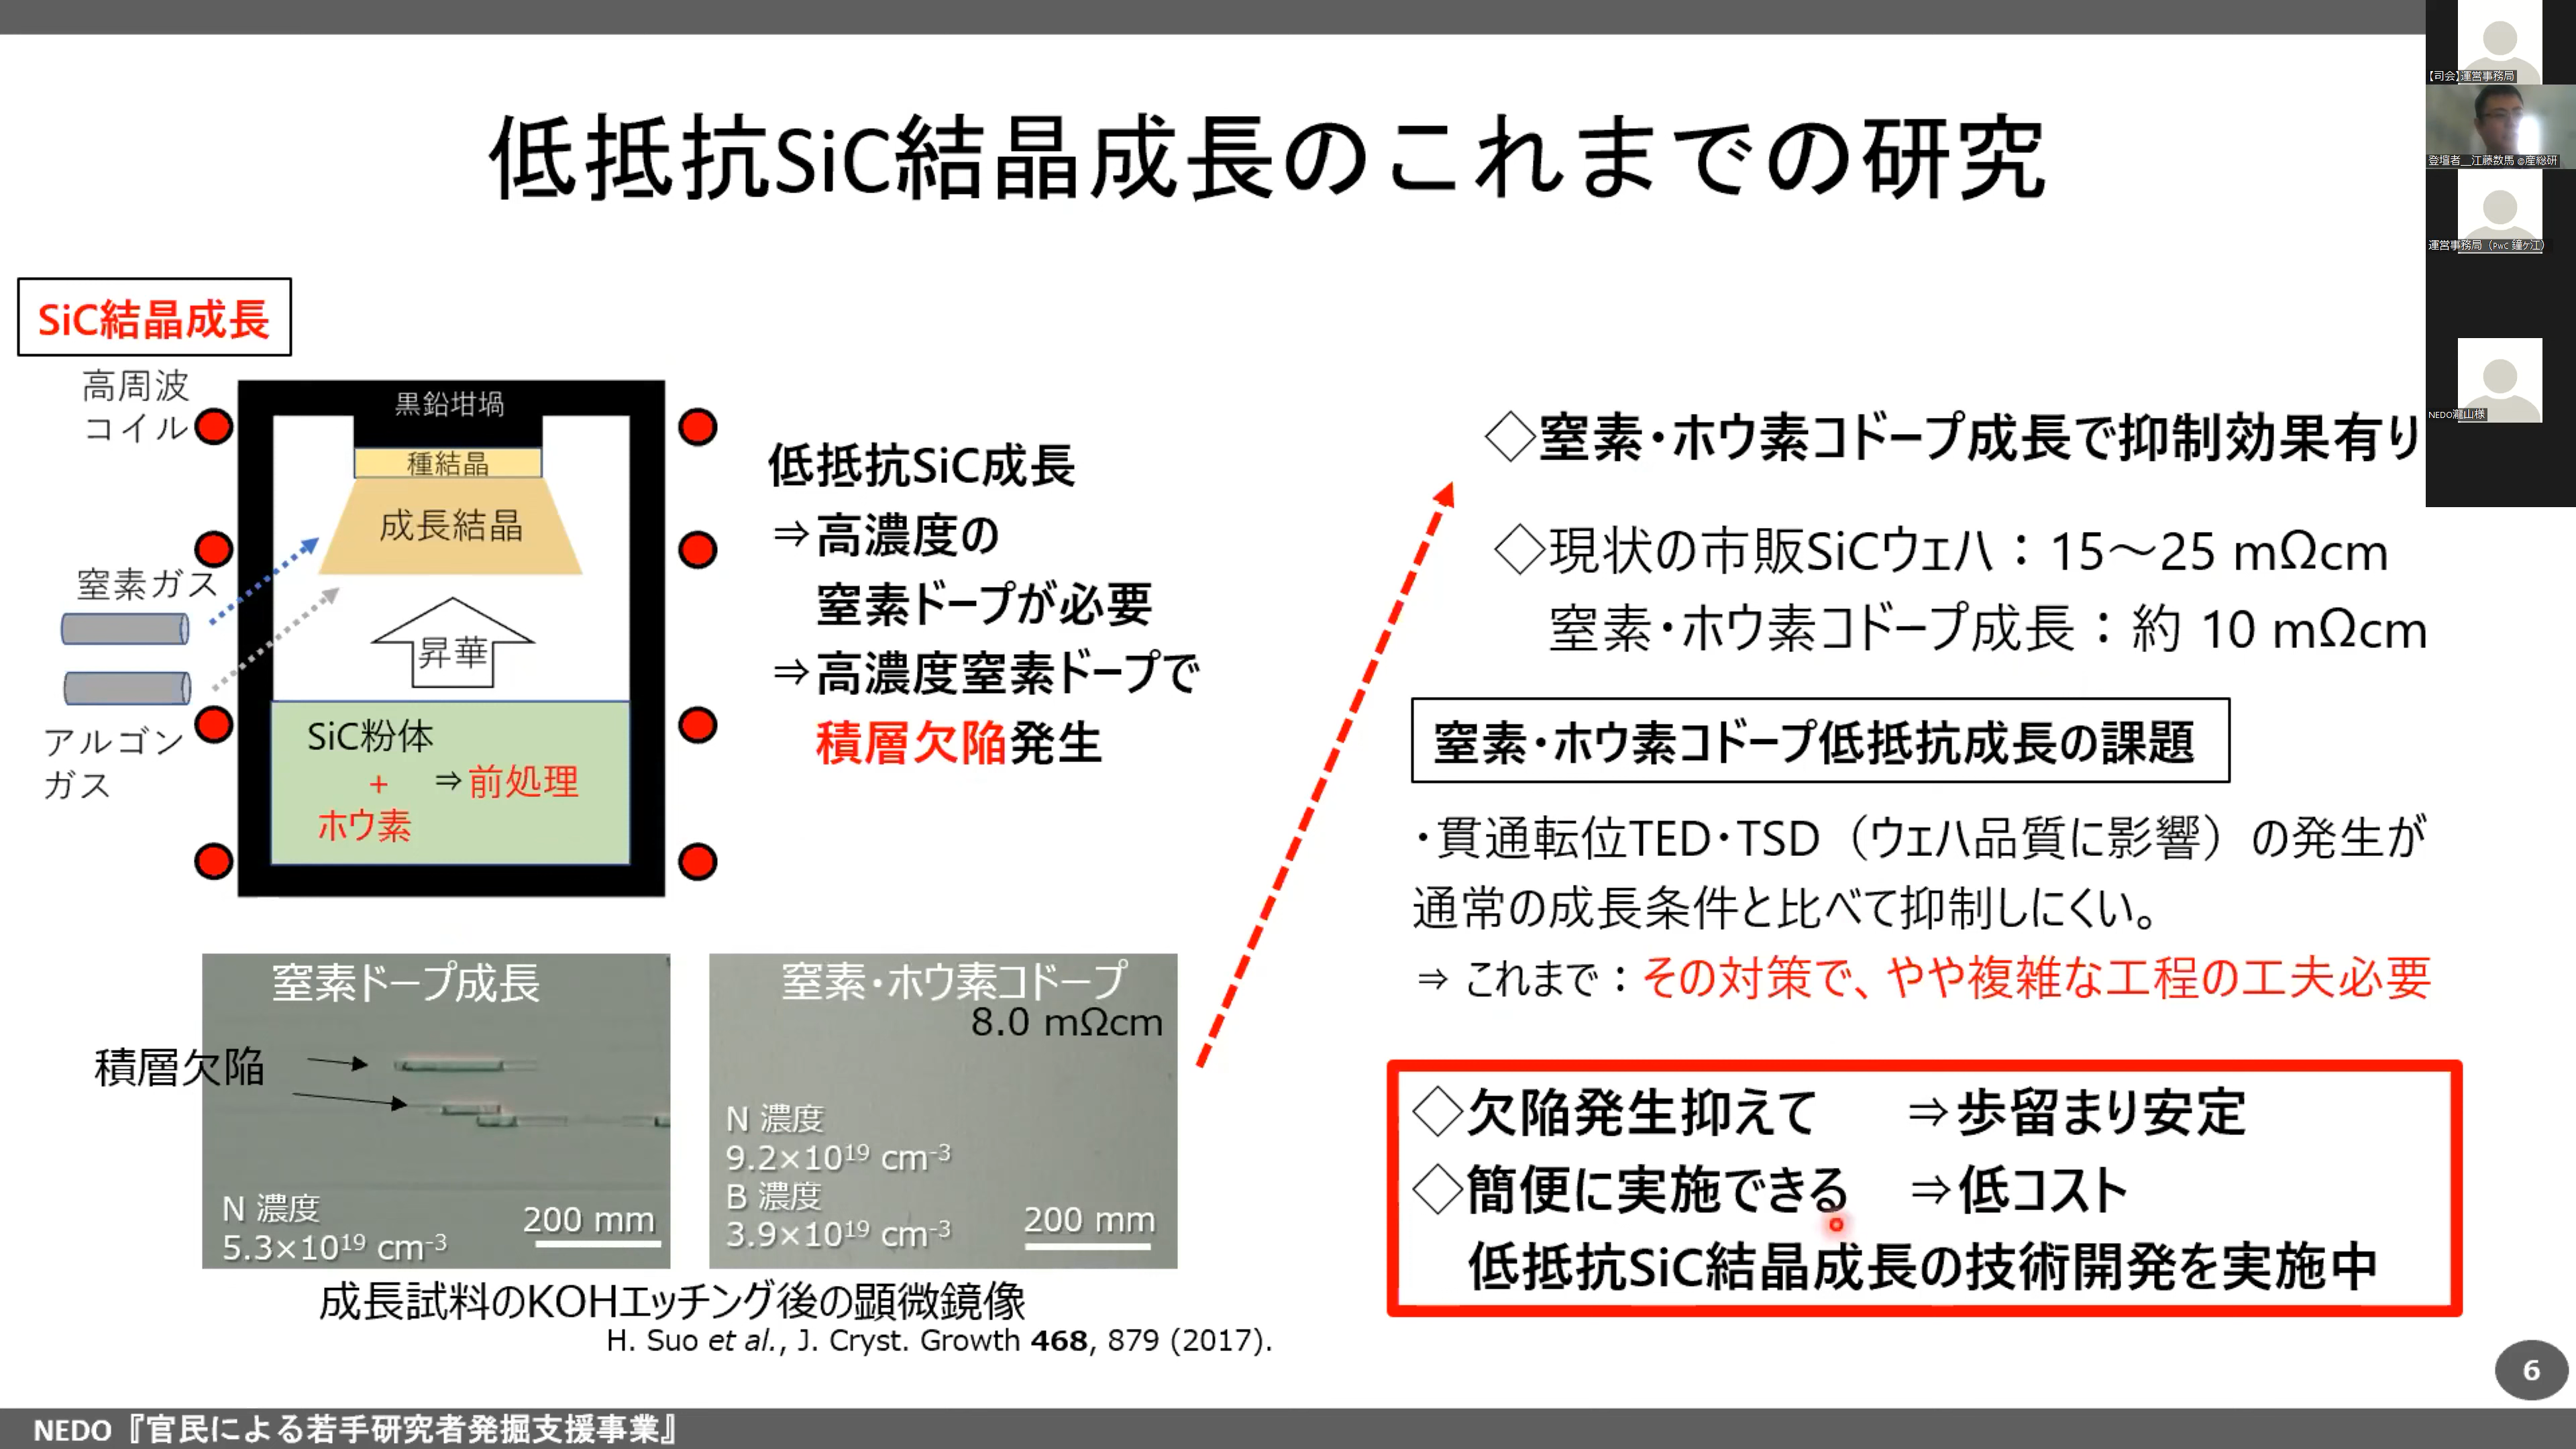 低抵抗SiC結晶成長のこれまでの研究
SiC結晶成長
高周波
コイル
黒鉛坩堝
種結晶
成長結晶
窒素ガス
昇華
アルゴン
ガス
SiC粉体
+
⇒前処理
ホウ素
低抵抗SiC成長
⇒高濃度の
窒素ドープが必要
⇒高濃度窒素ドープで
積層欠陥発生
窒素ドープ成長
積層欠陥
N 濃度
5.3×10¹⁹ cm⁻³
200 mm
窒素・ホウ素コドープ
8.0 mΩcm
N 濃度
9.2×10¹⁹ cm⁻³
B 濃度
3.9×10¹⁹ cm⁻³
200 mm
成長試料のKOHエッチング後の顕微鏡像
H. Suo et al., J. Cryst. Growth 468, 879 (2017).
◇窒素・ホウ素コドープ成長で抑制効果有り
◇現状の市販SiCウェハ：15～25 mΩcm
窒素・ホウ素コドープ成長：約 10 mΩcm
窒素・ホウ素コドープ低抵抗成長の課題
・貫通転位TED・TSD（ウェハ品質に影響）の発生が
通常の成長条件と比べて抑制しにくい。
⇒ これまで：その対策で、やや複雑な工程の工夫必要
◇欠陥発生抑えて ⇒歩留まり安定
◇簡便に実施できる ⇒低コスト
低抵抗SiC結晶成長の技術開発を実施中
6
NEDO『官民による若手研究者発掘支援事業』
【司会】運営事務局
登壇者__江藤数馬@産総研
運営事務局（PwC 鐘ケ江）
NEDO瀧山様